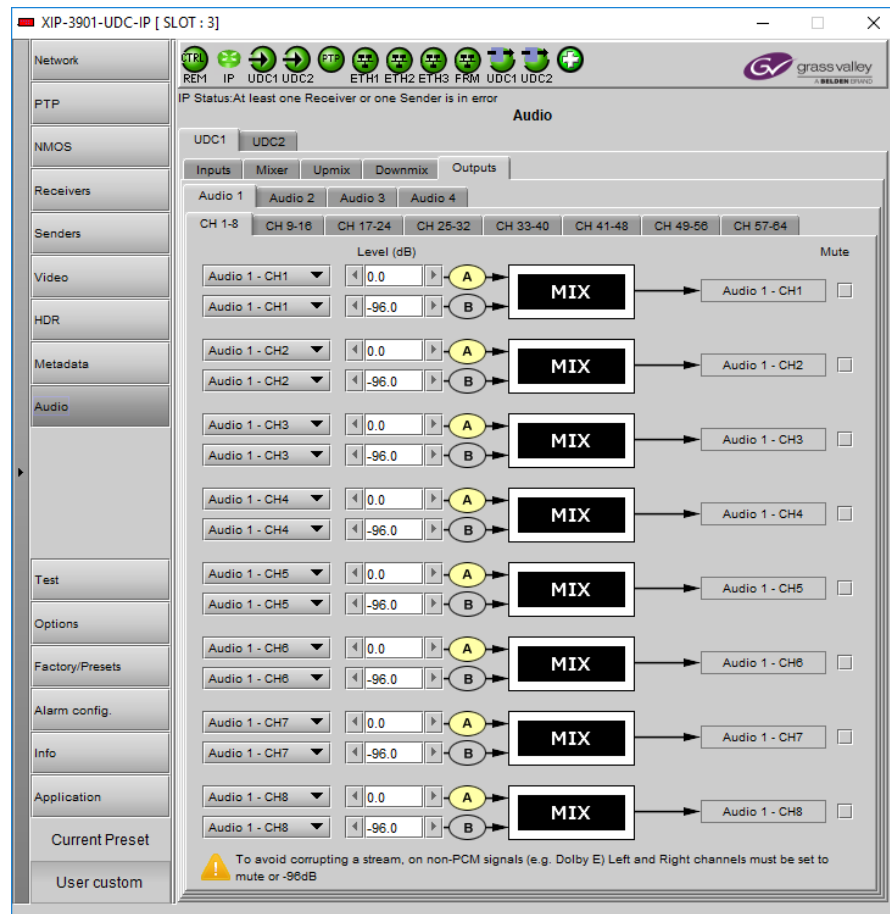 XIP-3901-UDC-IP [ SLOT : 3]
Network
PTP
NMOS
Receivers
Senders
Video
HDR
Metadata
Audio
Test
Options
Factory/Presets
Alarm config.
Info
Application
Current Preset
User custom
CTRL PTP
REM IP UDC1 UDC2 ETH1 ETH2 ETH3 FRM UDC1 UDC2
GV grass valley
A BELDEN BRAND
IP Status:At least one Receiver or one Sender is in error
Audio
UDC1 UDC2
Inputs Mixer Upmix Downmix Outputs
Audio 1 Audio 2 Audio 3 Audio 4
CH 1-8 CH 9-16 CH 17-24 CH 25-32 CH 33-40 CH 41-48 CH 49-56 CH 57-64
Level (dB) Mute
Audio 1 - CH1 0.0 A
MIX Audio 1 - CH1
Audio 1 - CH1 -96.0 B
Audio 1 - CH2 0.0 A
MIX Audio 1 - CH2
Audio 1 - CH2 -96.0 B
Audio 1 - CH3 0.0 A
MIX Audio 1 - CH3
Audio 1 - CH3 -96.0 B
Audio 1 - CH4 0.0 A
MIX Audio 1 - CH4
Audio 1 - CH4 -96.0 B
Audio 1 - CH5 0.0 A
MIX Audio 1 - CH5
Audio 1 - CH5 -96.0 B
Audio 1 - CH6 0.0 A
MIX Audio 1 - CH6
Audio 1 - CH6 -96.0 B
Audio 1 - CH7 0.0 A
MIX Audio 1 - CH7
Audio 1 - CH7 -96.0 B
Audio 1 - CH8 0.0 A
MIX Audio 1 - CH8
Audio 1 - CH8 -96.0 B
To avoid corrupting a stream, on non-PCM signals (e.g. Dolby E) Left and Right channels must be set to
mute or -96dB